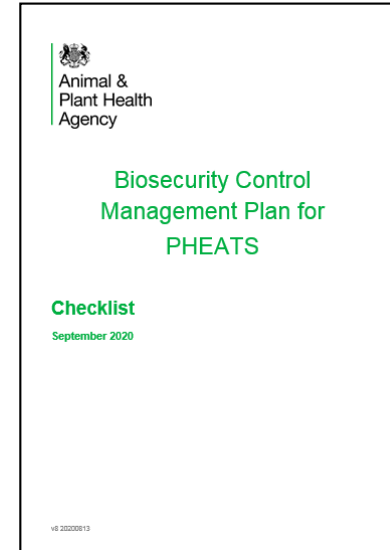 Animal &
Plant Health
Agency
Biosecurity Control
Management Plan for
PHEATS
Checklist
September 2020
v8 20200813